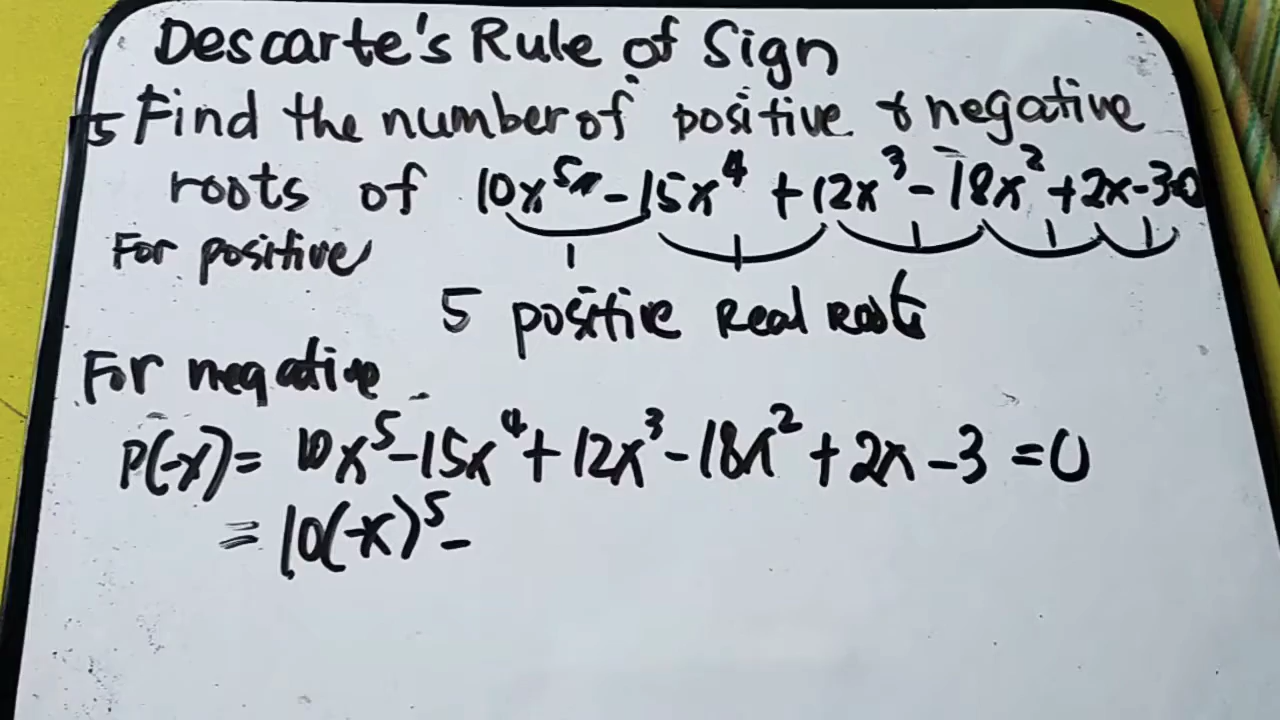 Descarte's Rule of Sign
5 Find the number of positive & negative
roots of 10x⁵ - 15x⁴ + 12x³ - 18x² + 2x - 3=0
For positive
1 1 1 1 1
5 positive Real Roots
For negative
P(-x) = 10x⁵ - 15x⁴ + 12x³ - 18x² + 2x - 3 = 0
= 10(-x)⁵ -